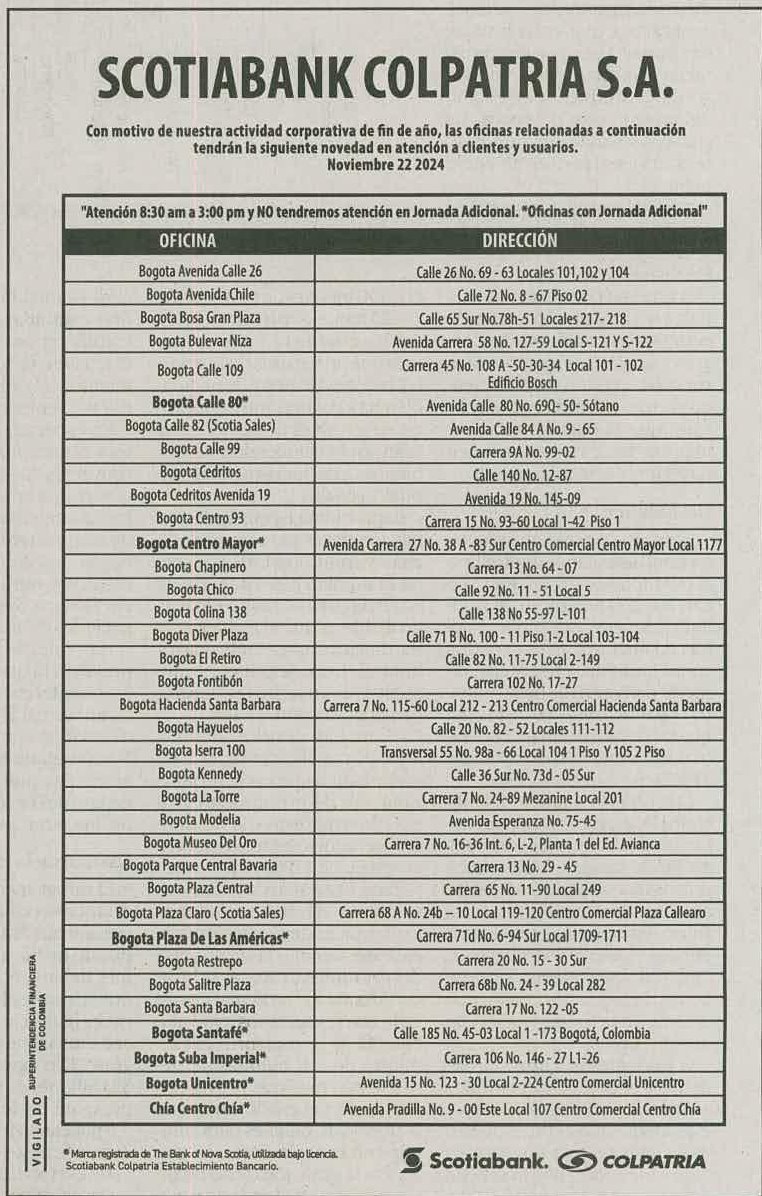 SCOTIABANK COLPATRIA S.A.
Con motivo de nuestra actividad corporativa de fin de año, las oficinas relacionadas a continuación
tendrán la siguiente novedad en atención a clientes y usuarios.
Noviembre 22 2024
"Atención 8:30 am a 3:00 pm y NO tendremos atención en Jornada Adicional. *Oficinas con Jornada Adicional"
OFICINA DIRECCIÓN
Bogota Avenida Calle 26 Calle 26 No. 69 - 63 Locales 101,102 y 104
Bogota Avenida Chile Calle 72 No. 8 - 67 Piso 02
Bogota Bosa Gran Plaza Calle 65 Sur No.78h-51 Locales 217- 218
Bogota Bulevar Niza Avenida Carrera 58 No. 127-59 Local S-121 Y S-122
Bogota Calle 109 Carrera 45 No. 108 A -50-30-34 Local 101 - 102
Edificio Bosch
Bogota Calle 80* Avenida Calle 80 No. 69Q- 50- Sótano
Bogota Calle 82 (Scotia Sales) Avenida Calle 84 A No. 9 - 65
Bogota Calle 99 Carrera 9A No. 99-02
Bogota Cedritos Calle 140 No. 12-87
Bogota Cedritos Avenida 19 Avenida 19 No. 145-09
Bogota Centro 93 Carrera 15 No. 93-60 Local 1-42 Piso 1
Bogota Centro Mayor* Avenida Carrera 27 No. 38 A -83 Sur Centro Comercial Centro Mayor Local 1177
Bogota Chapinero Carrera 13 No. 64 - 07
Bogota Chico Calle 92 No. 11 - 51 Local 5
Bogota Colina 138 Calle 138 No 55-97 L-101
Bogota Diver Plaza Calle 71 B No. 100 - 11 Piso 1-2 Local 103-104
Bogota El Retiro Calle 82 No. 11-75 Local 2-149
Bogota Fontibón Carrera 102 No. 17-27
Bogota Hacienda Santa Barbara Carrera 7 No. 115-60 Local 212 - 213 Centro Comercial Hacienda Santa Barbara
Bogota Hayuelos Calle 20 No. 82 - 52 Locales 111-112
Bogota Iserra 100 Transversal 55 No. 98a - 66 Local 104 1 Piso Y 105 2 Piso
Bogota Kennedy Calle 36 Sur No. 73d - 05 Sur
Bogota La Torre Carrera 7 No. 24-89 Mezanine Local 201
Bogota Modelia Avenida Esperanza No. 75-45
Bogota Museo Del Oro Carrera 7 No. 16-36 Int. 6, L-2, Planta 1 del Ed. Avianca
Bogota Parque Central Bavaria Carrera 13 No. 29 - 45
Bogota Plaza Central Carrera 65 No. 11-90 Local 249
Bogota Plaza Claro ( Scotia Sales) Carrera 68 A No. 24b – 10 Local 119-120 Centro Comercial Plaza Callearo
Bogota Plaza De Las Américas* Carrera 71d No. 6-94 Sur Local 1709-1711
Bogota Restrepo Carrera 20 No. 15 - 30 Sur
Bogota Salitre Plaza Carrera 68b No. 24 - 39 Local 282
Bogota Santa Barbara Carrera 17 No. 122 -05
Bogota Santafé* Calle 185 No. 45-03 Local 1 -173 Bogotá, Colombia
Bogota Suba Imperial* Carrera 106 No. 146 - 27 L1-26
Bogota Unicentro* Avenida 15 No. 123 - 30 Local 2-224 Centro Comercial Unicentro
Chía Centro Chía* Avenida Pradilla No. 9 - 00 Este Local 107 Centro Comercial Centro Chía
VIGILADO SUPERINTENDENCIA FINANCIERA
DE COLOMBIA
® Marca registrada de The Bank of Nova Scotia, utilizada bajo licencia.
Scotiabank Colpatria Establecimiento Bancario.
Scotiabank. COLPATRIA